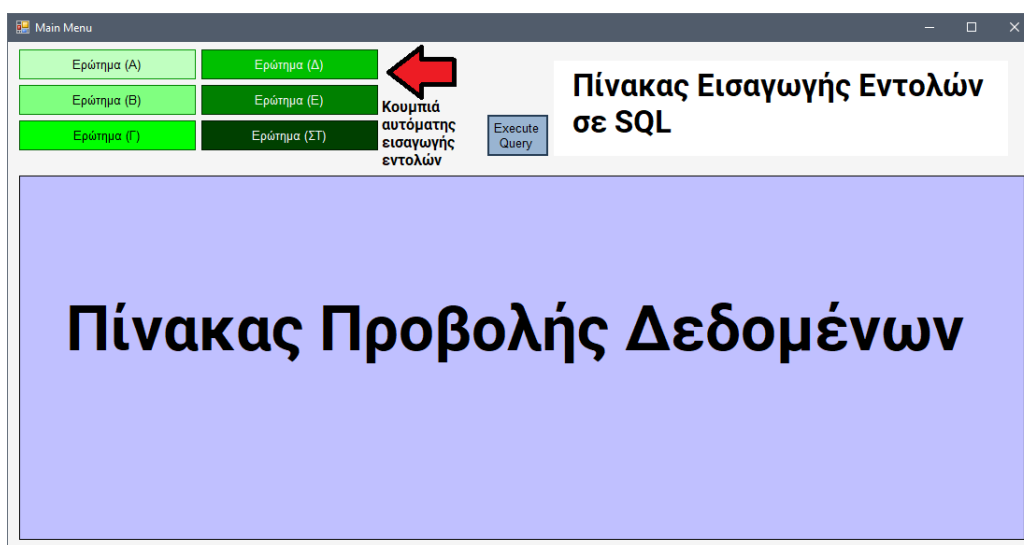 Main Menu
Ερώτημα (Α)
Ερώτημα (Δ)
Ερώτημα (Β)
Ερώτημα (Ε)
Ερώτημα (Γ)
Ερώτημα (ΣΤ)
Κουμπιά
αυτόματης
εισαγωγής
εντολών
Execute
Query
Πίνακας Εισαγωγής Εντολών
σε SQL
Πίνακας Προβολής Δεδομένων